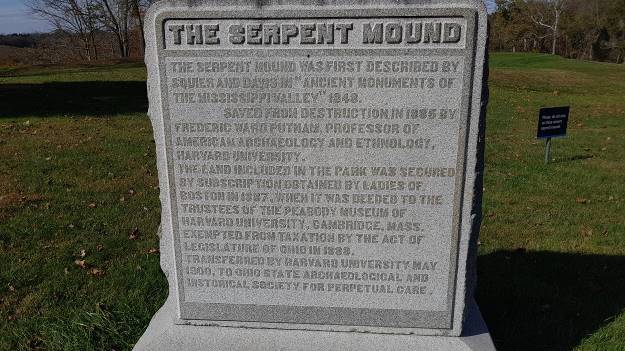 THE SERPENT MOUND
THE SERPENT MOUND WAS FIRST DESCRIBED BY
SQUIER AND DAVIS IN "ANCIENT MONUMENTS OF
THE MISSISSIPPI VALLEY" 1848.
SAVED FROM DESTRUCTION IN 1885 BY
FREDERIC WARD PUTNAM, PROFESSOR OF
AMERICAN ARCHAEOLOGY AND ETHNOLOGY,
HARVARD UNIVERSITY.
THE LAND INCLUDED IN THE PARK WAS SECURED
BY SUBSCRIPTION OBTAINED BY LADIES OF
BOSTON IN 1887, WHEN IT WAS DEEDED TO THE
TRUSTEES OF THE PEABODY MUSEUM OF
HARVARD UNIVERSITY, CAMBRIDGE, MASS.
EXEMPTED FROM TAXATION BY THE ACT OF
LEGISLATURE OF OHIO IN 1888.
TRANSFERRED BY HARVARD UNIVERSITY MAY
1900, TO OHIO STATE ARCHAEOLOGICAL AND
HISTORICAL SOCIETY FOR PERPETUAL CARE.